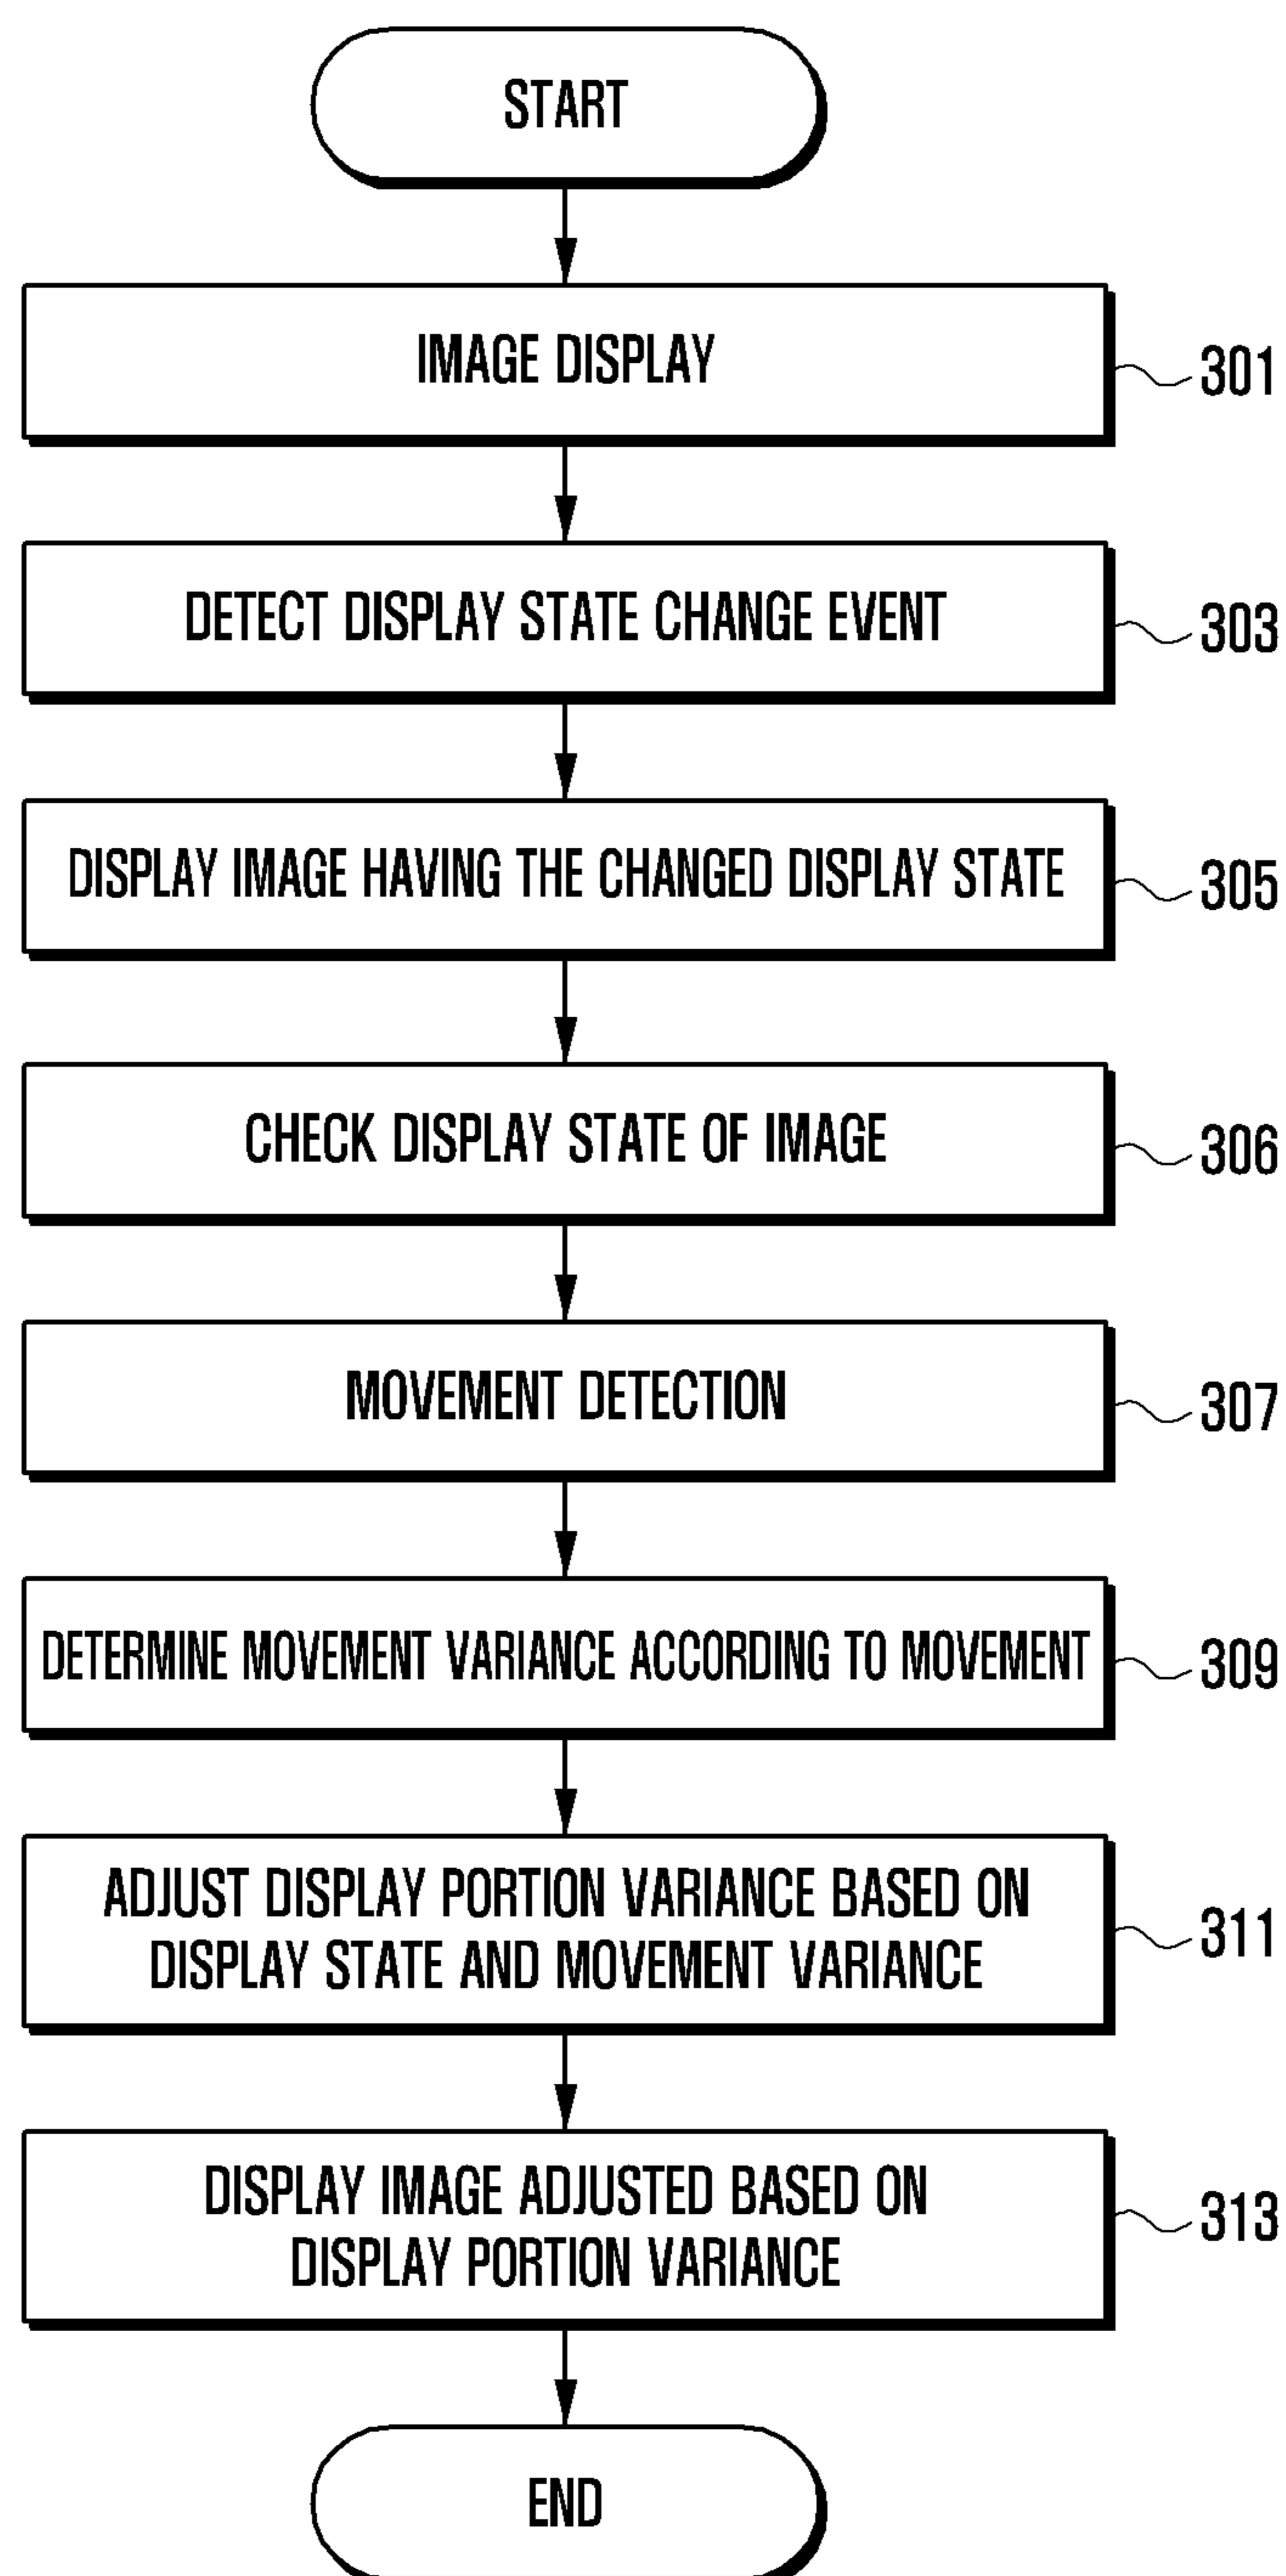 START
IMAGE DISPLAY
301
DETECT DISPLAY STATE CHANGE EVENT
303
DISPLAY IMAGE HAVING THE CHANGED DISPLAY STATE
305
CHECK DISPLAY STATE OF IMAGE
306
MOVEMENT DETECTION
307
DETERMINE MOVEMENT VARIANCE ACCORDING TO MOVEMENT
309
ADJUST DISPLAY PORTION VARIANCE BASED ON
DISPLAY STATE AND MOVEMENT VARIANCE
311
DISPLAY IMAGE ADJUSTED BASED ON
DISPLAY PORTION VARIANCE
313
END